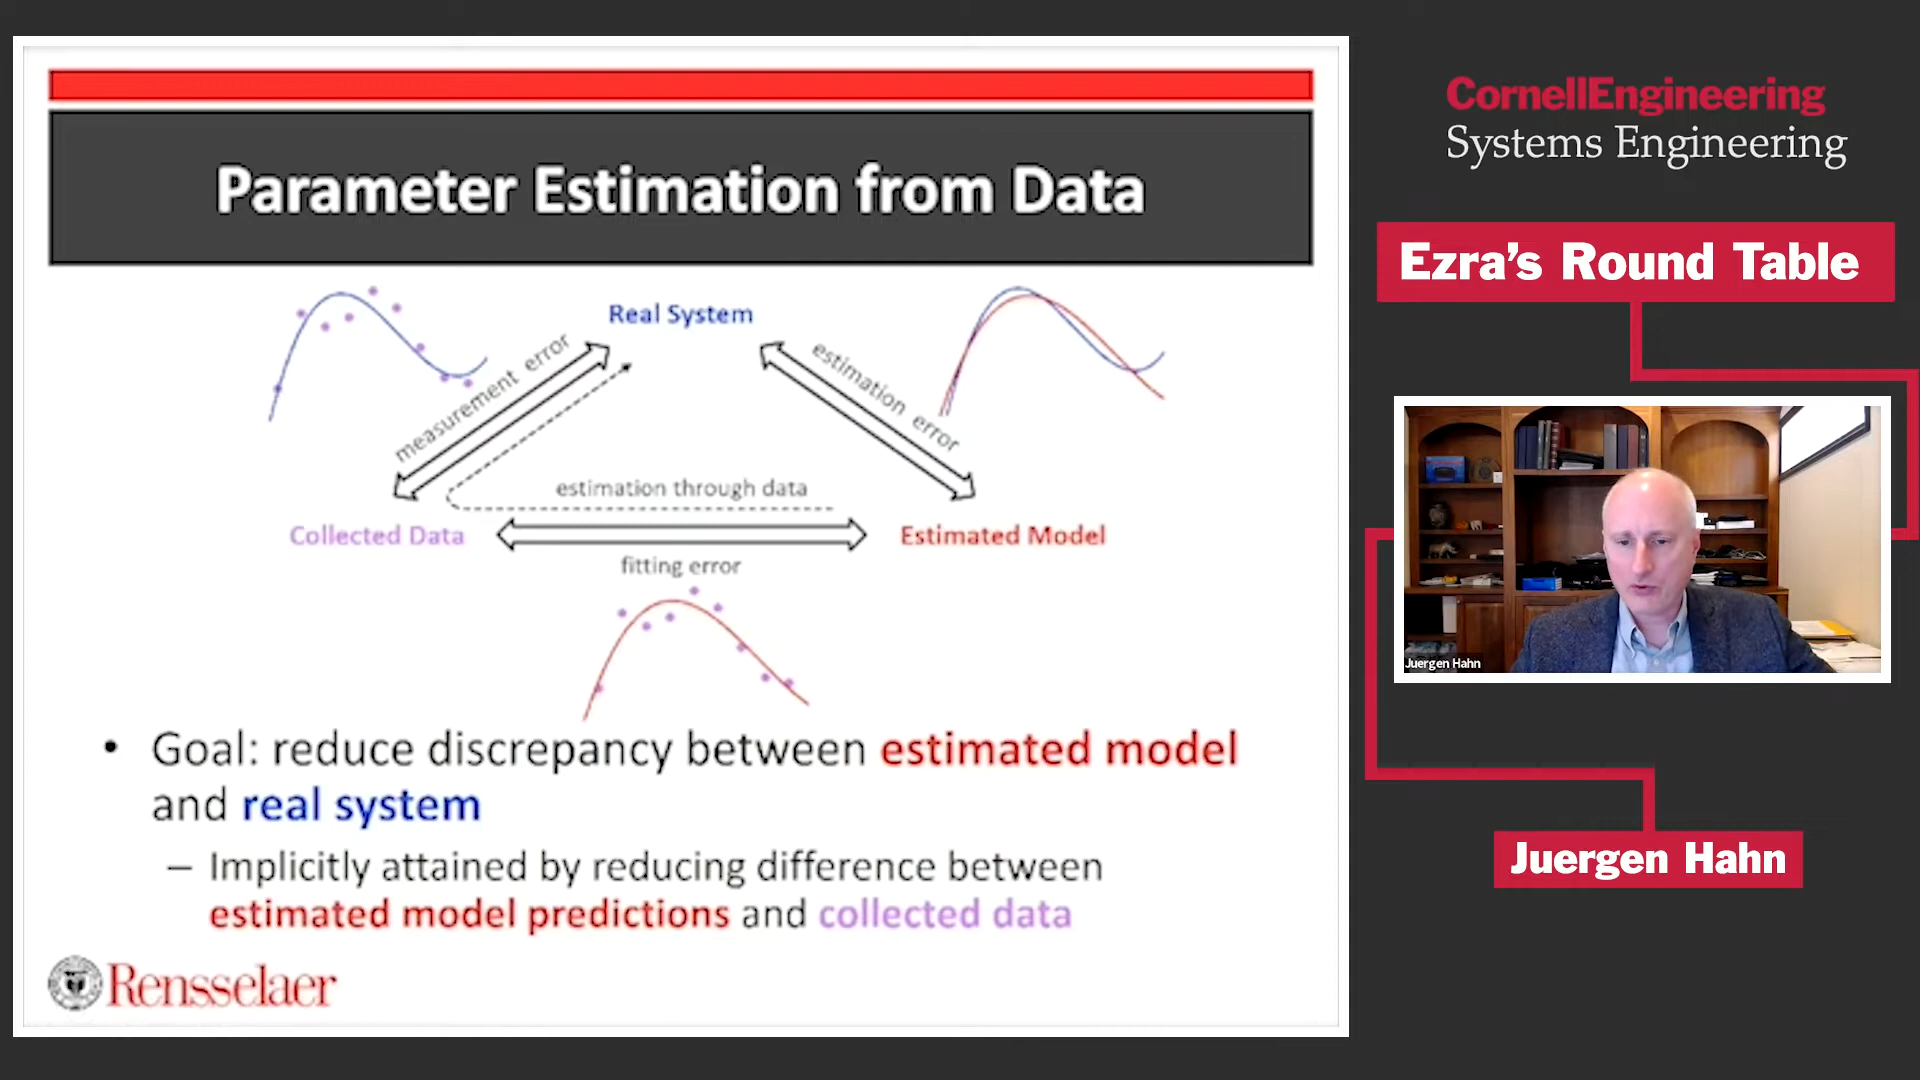 Parameter Estimation from Data
Real System
measurement error
estimation error
estimation through data
Collected Data
Estimated Model
fitting error
• Goal: reduce discrepancy between estimated model
and real system
– Implicitly attained by reducing difference between
estimated model predictions and collected data
Rensselaer
CornellEngineering
Systems Engineering
Ezra's Round Table
Juergen Hahn
Juergen Hahn